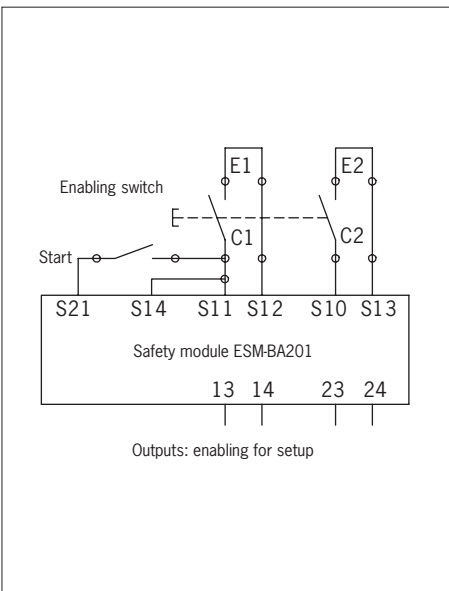 E1 E2
Enabling switch
C1 C2
Start
S21 S14 S11 S12 S10 S13
Safety module ESM-BA201
13 14 23 24
Outputs: enabling for setup